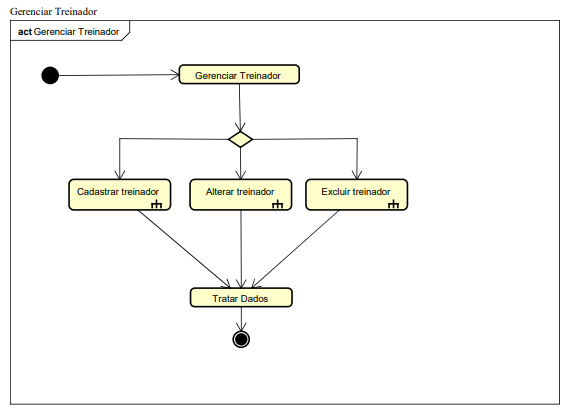 Gerenciar Treinador
act Gerenciar Treinador
Gerenciar Treinador
Cadastrar treinador
Alterar treinador
Excluir treinador
Tratar Dados